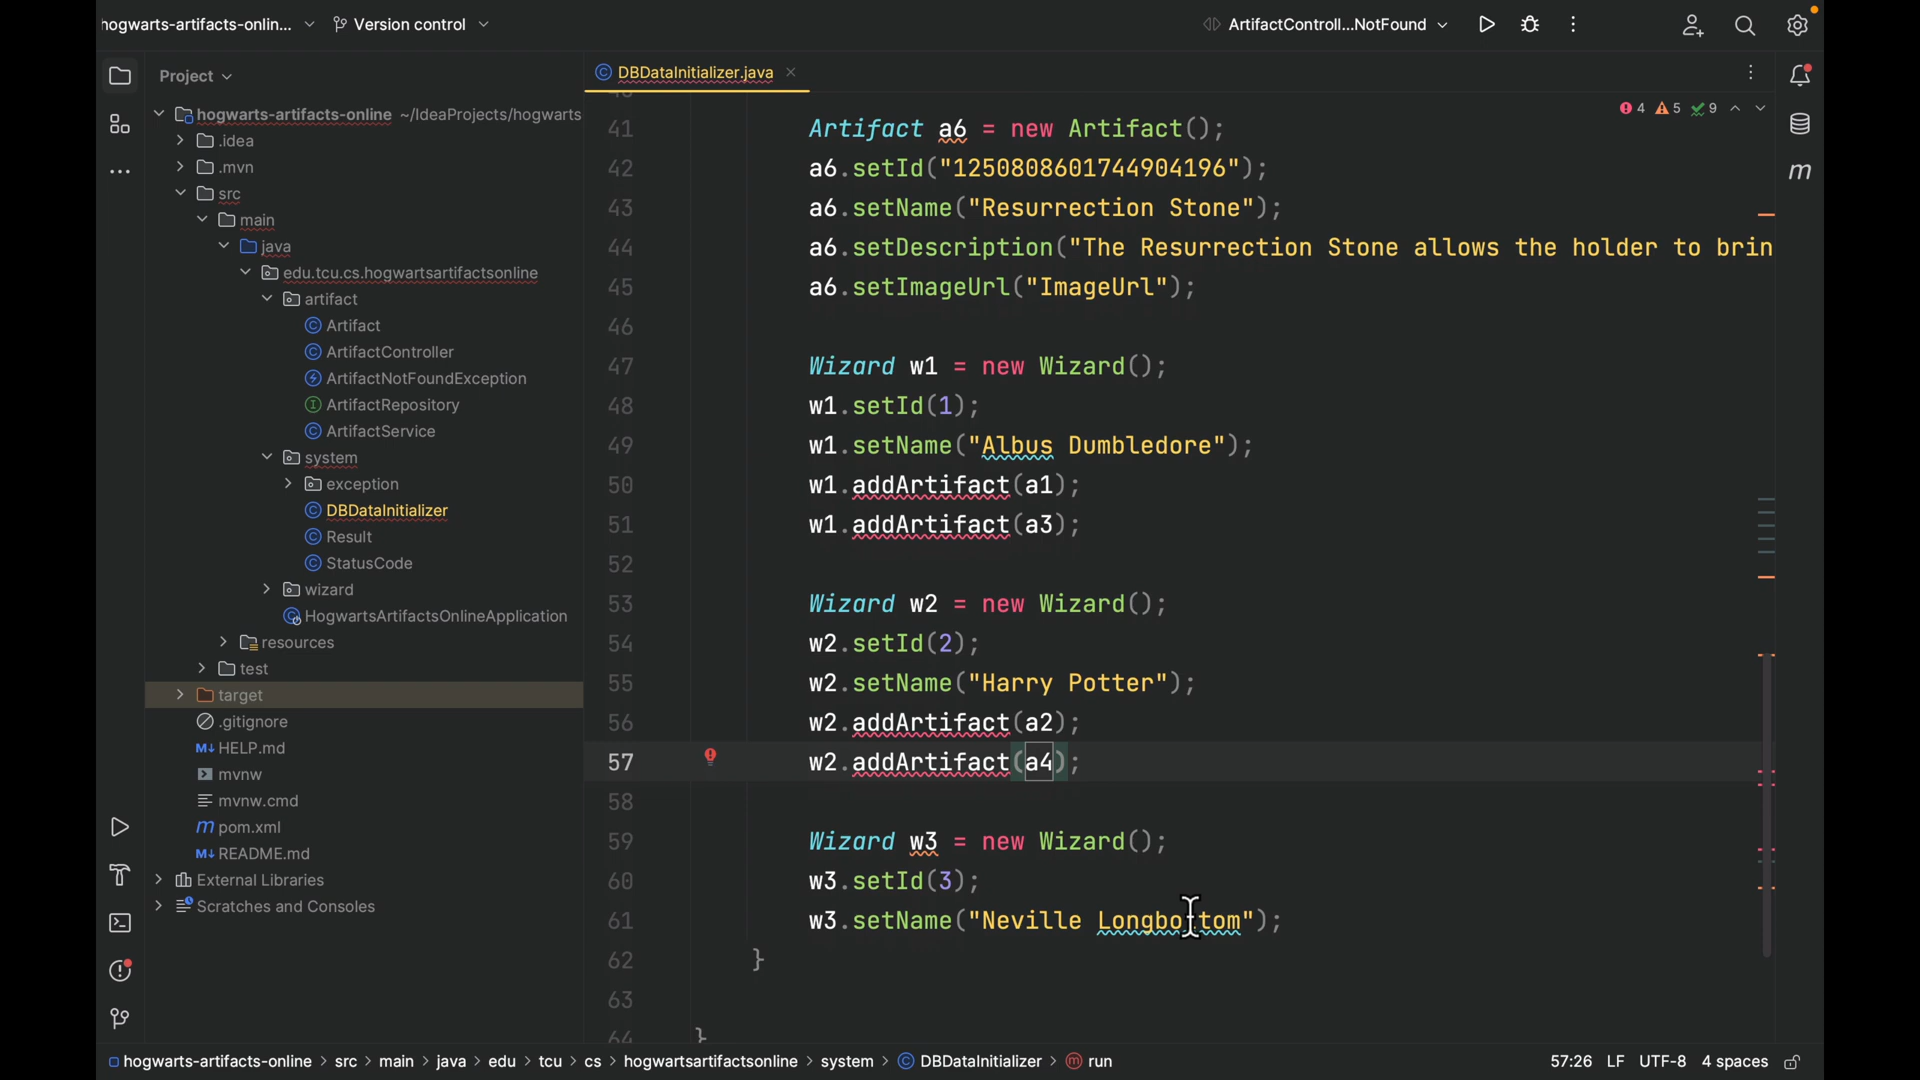 hogwarts-artifacts-onlin...
Version control
ArtifactControll...NotFound
Project
DBDataInitializer.java
hogwarts-artifacts-online ~/IdeaProjects/hogwarts
.idea
.mvn
src
main
java
edu.tcu.cs.hogwartsartifactsonline
artifact
Artifact
ArtifactController
ArtifactNotFoundException
ArtifactRepository
ArtifactService
system
exception
DBDataInitializer
Result
StatusCode
wizard
HogwartsArtifactsOnlineApplication
resources
test
target
.gitignore
HELP.md
mvnw
mvnw.cmd
pom.xml
README.md
External Libraries
Scratches and Consoles
4 5 9
41 Artifact a6 = new Artifact();
42 a6.setId("1250808601744904196");
43 a6.setName("Resurrection Stone");
44 a6.setDescription("The Resurrection Stone allows the holder to brin
45 a6.setImageUrl("ImageUrl");
46
47 Wizard w1 = new Wizard();
48 w1.setId(1);
49 w1.setName("Albus Dumbledore");
50 w1.addArtifact(a1);
51 w1.addArtifact(a3);
52
53 Wizard w2 = new Wizard();
54 w2.setId(2);
55 w2.setName("Harry Potter");
56 w2.addArtifact(a2);
57 w2.addArtifact(a4);
58
59 Wizard w3 = new Wizard();
60 w3.setId(3);
61 w3.setName("Neville Longbottom");
62 }
63
64 }
hogwarts-artifacts-online > src > main > java > edu > tcu > cs > hogwartsartifactsonline > system > DBDataInitializer > run
57:26 LF UTF-8 4 spaces